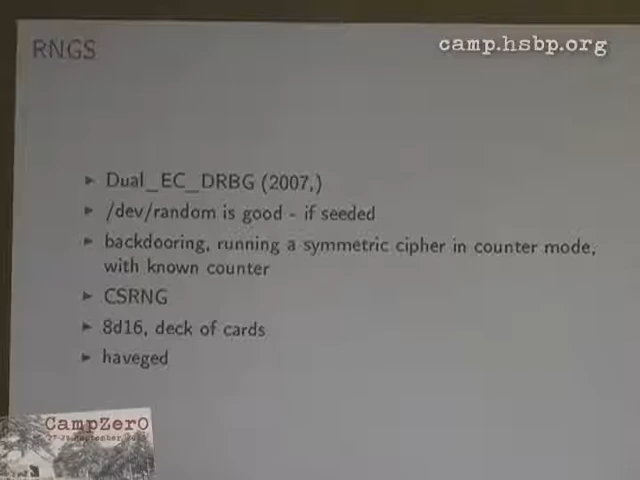 RNGS
camp.hsbp.org
Dual_EC_DRBG (2007,)
/dev/random is good - if seeded
backdooring, running a symmetric cipher in counter mode,
with known counter
CSRNG
8d16, deck of cards
haveged
CampZer0